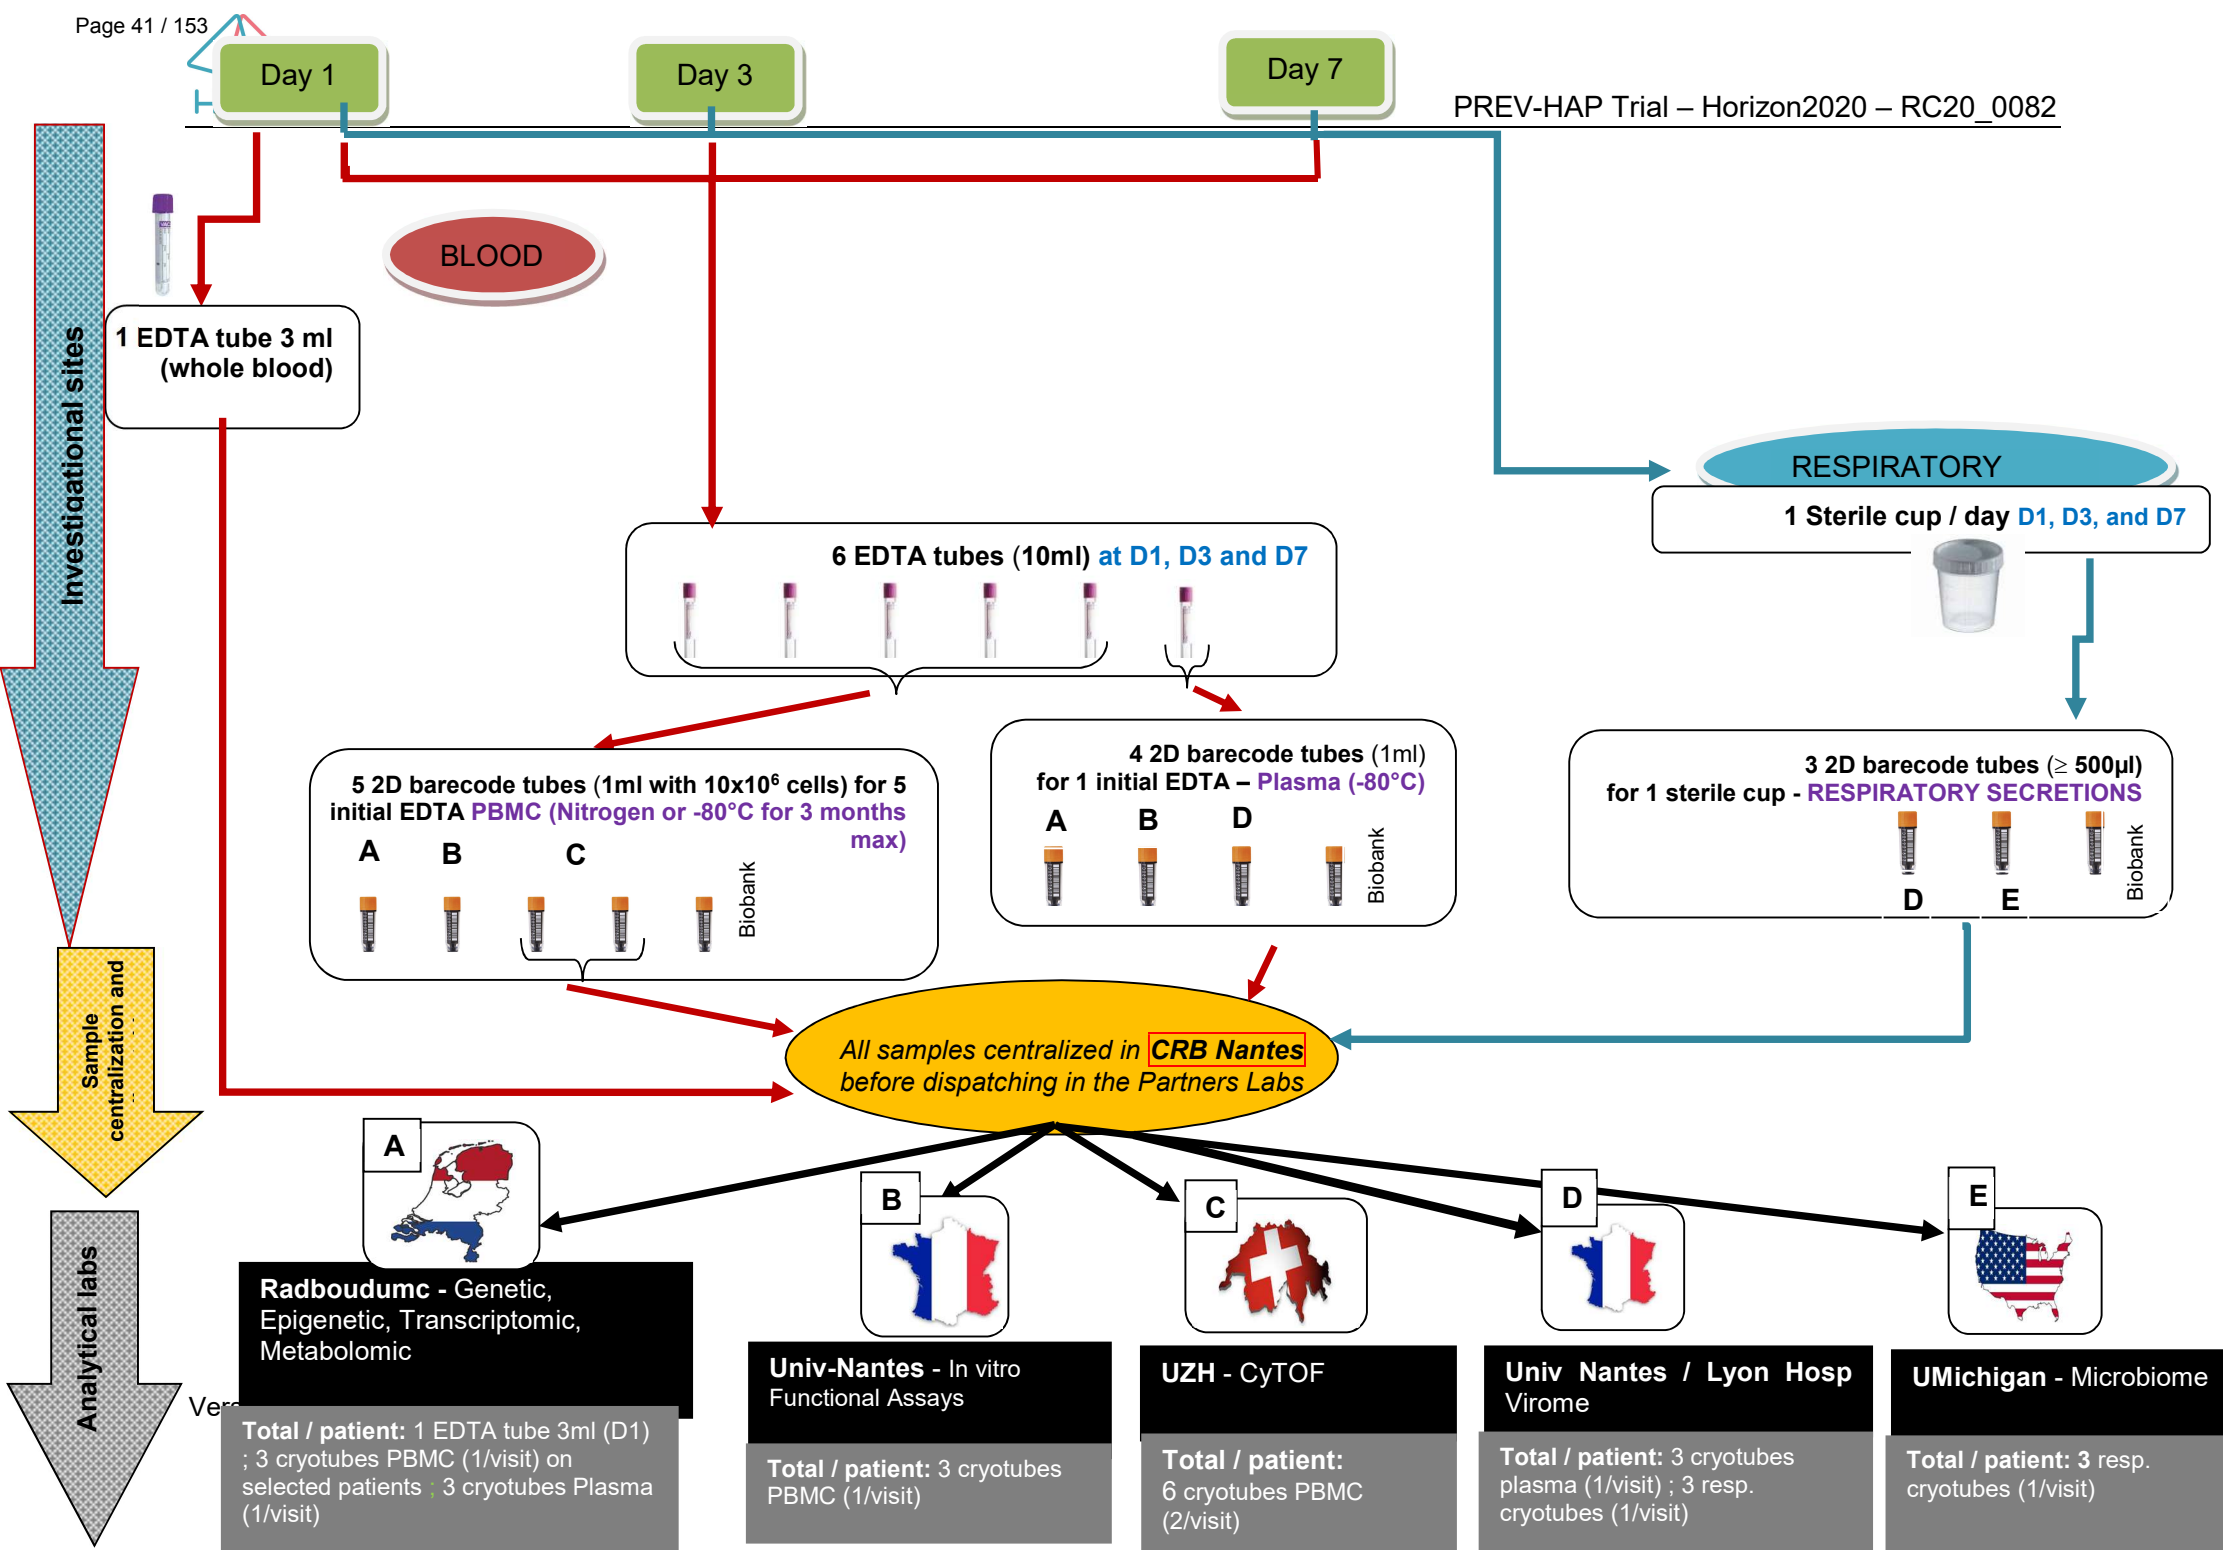 Page 41 / 153
Day 1
Day 3
Day 7
PREV-HAP Trial – Horizon2020 – RC20_0082
Investigational sites
BLOOD
1 EDTA tube 3 ml
(whole blood)
RESPIRATORY
1 Sterile cup / day D1, D3, and D7
6 EDTA tubes (10ml) at D1, D3 and D7
5 2D barecode tubes (1ml with 10x10⁶ cells) for 5
initial EDTA PBMC (Nitrogen or -80°C for 3 months
max)
A B C
Biobank
4 2D barecode tubes (1ml)
for 1 initial EDTA – Plasma (-80°C)
A B D
Biobank
3 2D barecode tubes (≥ 500µl)
for 1 sterile cup - RESPIRATORY SECRETIONS
Biobank
D E
Sample
centralization and
All samples centralized in CRB Nantes
before dispatching in the Partners Labs
Analytical labs
A
B
C
D
E
Radboudumc - Genetic,
Epigenetic, Transcriptomic,
Metabolomic
Total / patient: 1 EDTA tube 3ml (D1)
; 3 cryotubes PBMC (1/visit) on
selected patients ; 3 cryotubes Plasma
(1/visit)
Univ-Nantes - In vitro
Functional Assays
Total / patient: 3 cryotubes
PBMC (1/visit)
UZH - CyTOF
Total / patient:
6 cryotubes PBMC
(2/visit)
Univ Nantes / Lyon Hosp
Virome
Total / patient: 3 cryotubes
plasma (1/visit) ; 3 resp.
cryotubes (1/visit)
UMichigan - Microbiome
Total / patient: 3 resp.
cryotubes (1/visit)